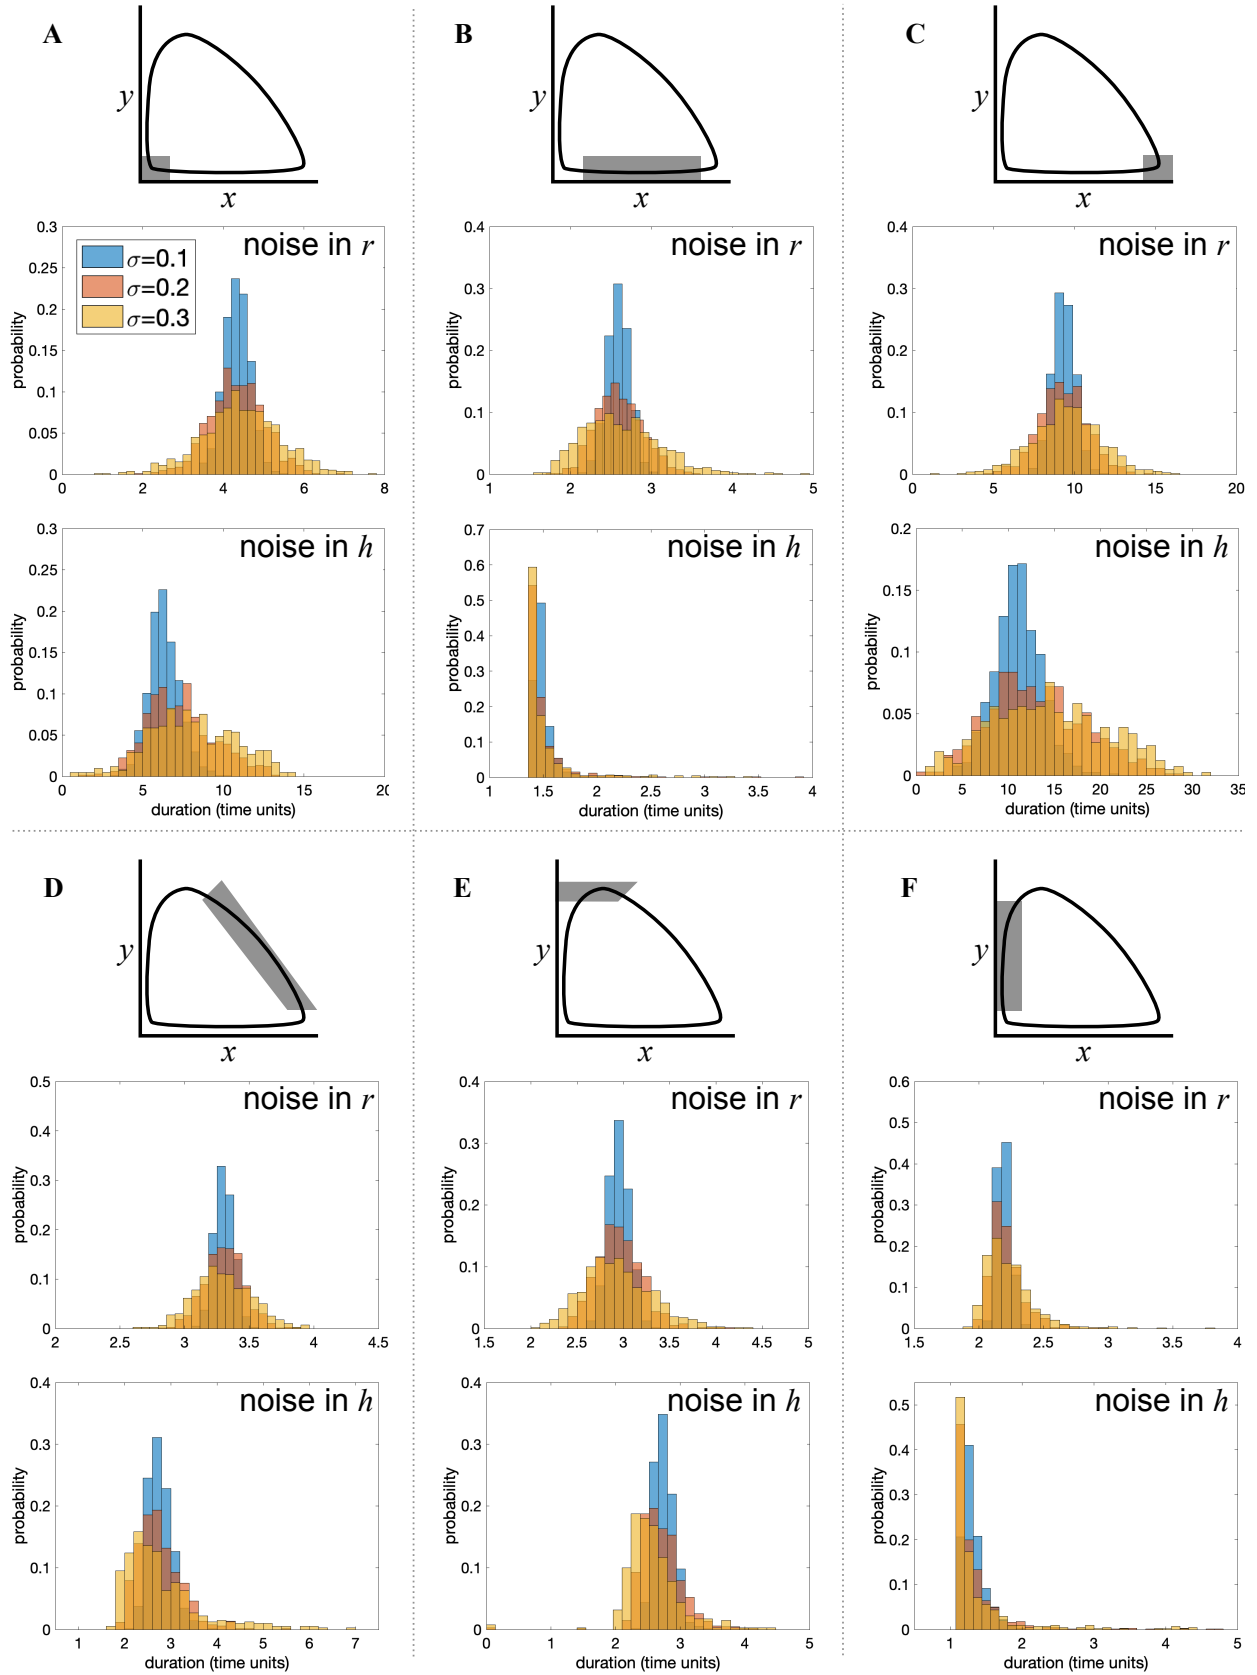 A
B
C
y
x
y
x
y
x
noise in r
σ=0.1
σ=0.2
σ=0.3
probability
0.3
0.25
0.2
0.15
0.1
0.05
0
0 2 4 6 8
noise in r
probability
0.4
0.3
0.2
0.1
0
1 2 3 4 5
noise in r
probability
0.4
0.3
0.2
0.1
0
0 5 10 15 20
noise in h
probability
0.3
0.25
0.2
0.15
0.1
0.05
0
0 5 10 15 20
duration (time units)
noise in h
probability
0.7
0.6
0.5
0.4
0.3
0.2
0.1
0
1 1.5 2 2.5 3 3.5 4
duration (time units)
noise in h
probability
0.2
0.15
0.1
0.05
0
0 5 10 15 20 25 30 35
duration (time units)
D
E
F
y
x
y
x
y
x
noise in r
probability
0.5
0.4
0.3
0.2
0.1
0
2 2.5 3 3.5 4 4.5
noise in r
probability
0.4
0.3
0.2
0.1
0
1.5 2 2.5 3 3.5 4 4.5 5
noise in r
probability
0.6
0.5
0.4
0.3
0.2
0.1
0
1.5 2 2.5 3 3.5 4
noise in h
probability
0.4
0.3
0.2
0.1
0
1 2 3 4 5 6 7
duration (time units)
noise in h
probability
0.4
0.3
0.2
0.1
0
0 1 2 3 4 5
duration (time units)
noise in h
probability
0.5
0.4
0.3
0.2
0.1
0
1 2 3 4 5
duration (time units)